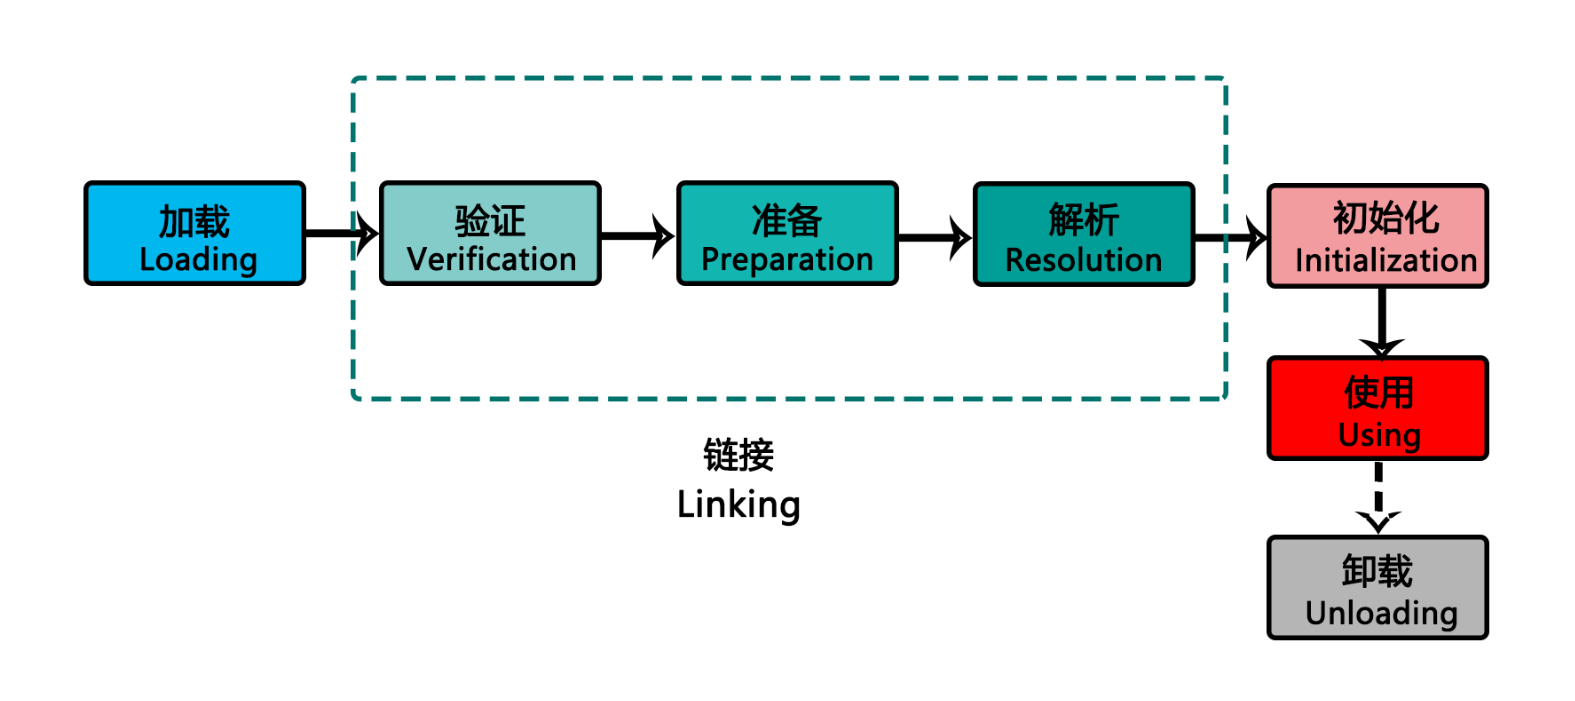 加载
Loading
验证
Verification
准备
Preparation
解析
Resolution
初始化
Initialization
使用
Using
卸载
Unloading
链接
Linking